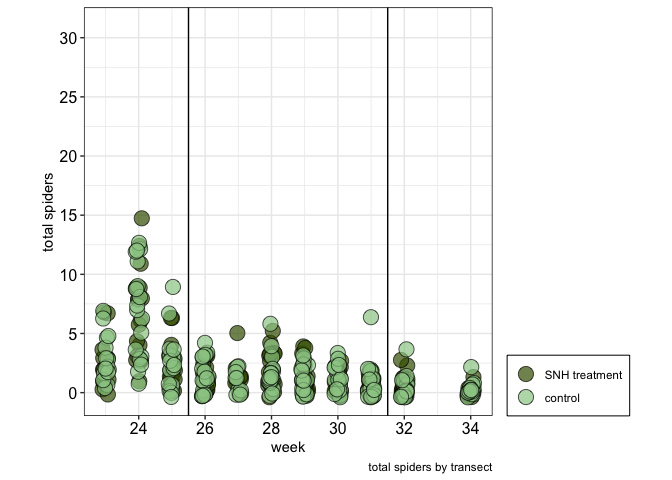 30
25
20
15
10
5
0
total spiders
24
26
28
30
32
34
week
SNH treatment
control
total spiders by transect